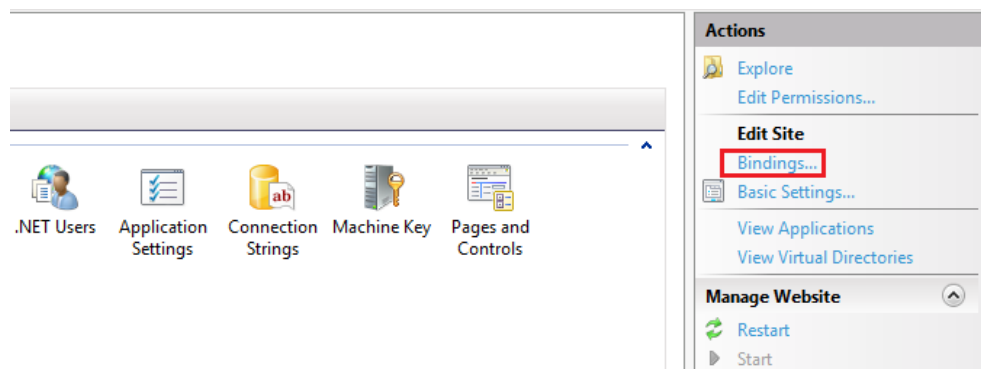 Actions
Explore
Edit Permissions...
Edit Site
Bindings...
Basic Settings...
View Applications
View Virtual Directories
Manage Website
Restart
Start
.NET Users
Application
Settings
Connection
Strings
Machine Key
Pages and
Controls
ab